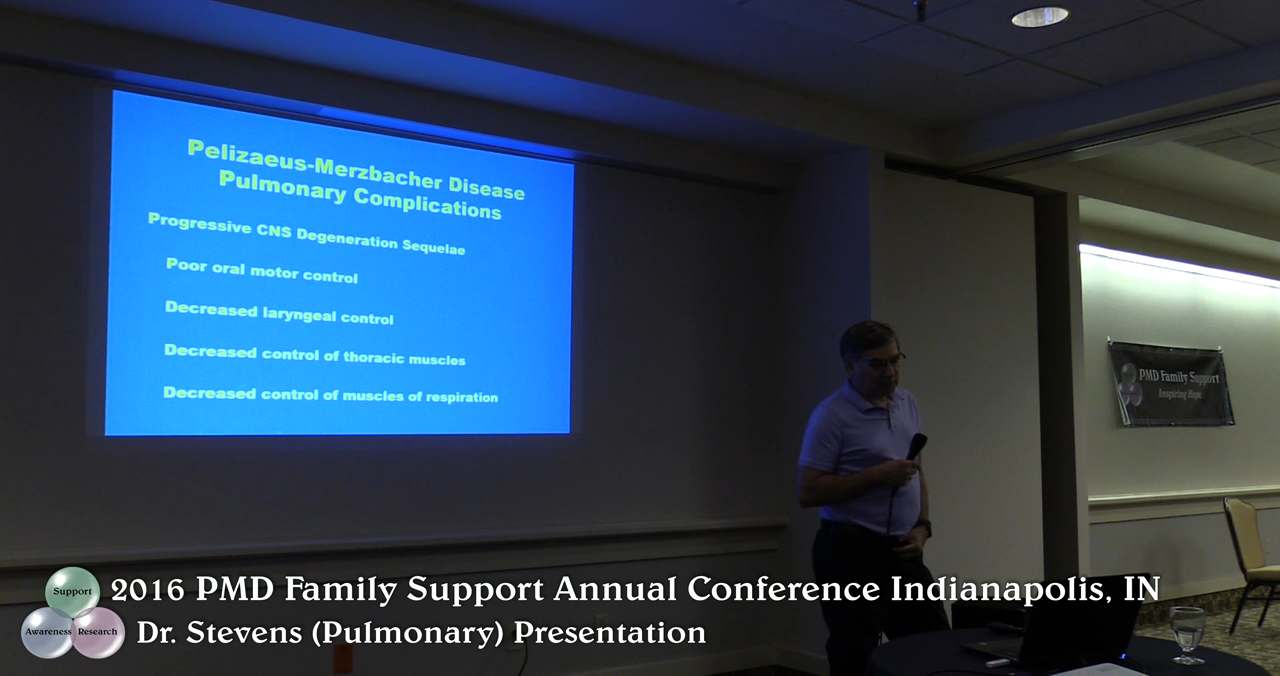 Pelizaeus-Merzbacher Disease
Pulmonary Complications
Progressive CNS Degeneration Sequelae
Poor oral motor control
Decreased laryngeal control
Decreased control of thoracic muscles
Decreased control of muscles of respiration
PMD Family Support
Inspiring Hope
Support
Awareness Research
2016 PMD Family Support Annual Conference Indianapolis, IN
Dr. Stevens (Pulmonary) Presentation